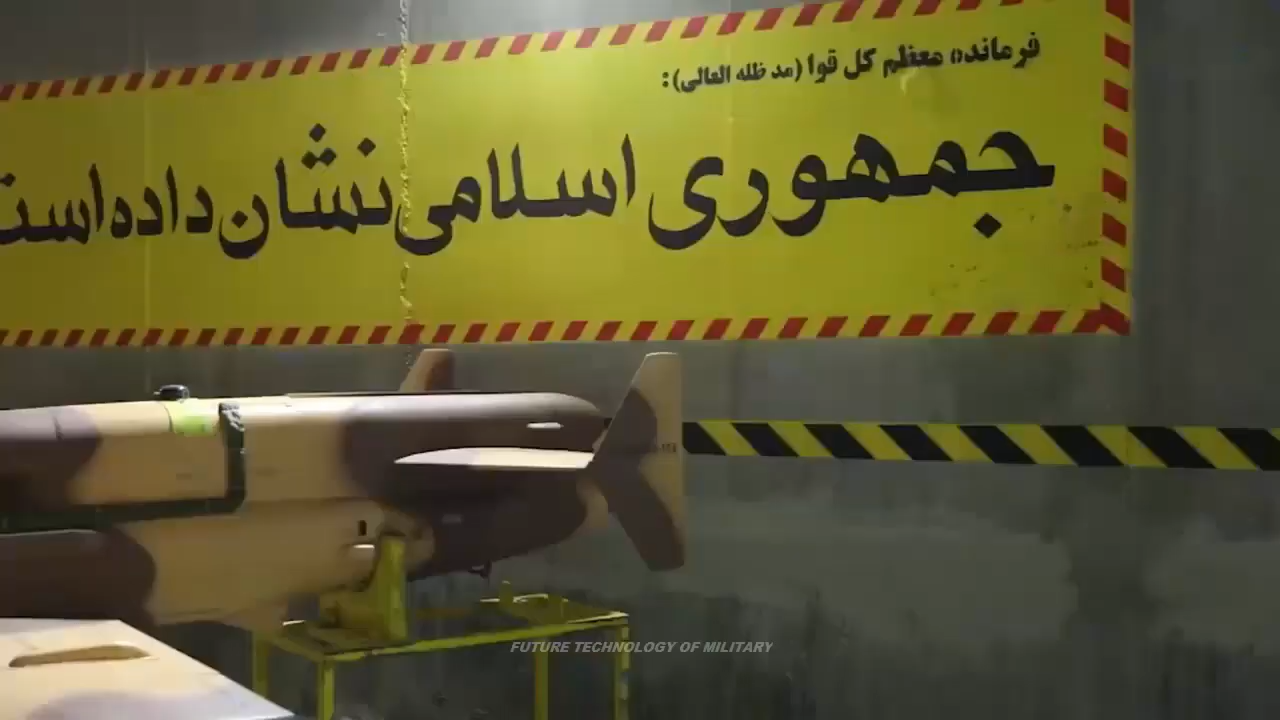 فرمانده معظم کل قوا (مد ظله العالی):
جمهوری اسلامی نشان داده است
FUTURE TECHNOLOGY OF MILITARY